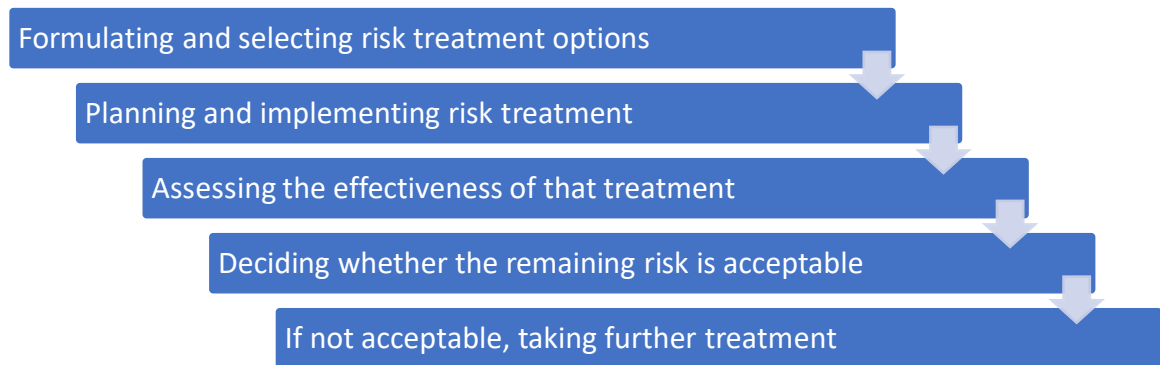 Formulating and selecting risk treatment options
Planning and implementing risk treatment
Assessing the effectiveness of that treatment
Deciding whether the remaining risk is acceptable
If not acceptable, taking further treatment